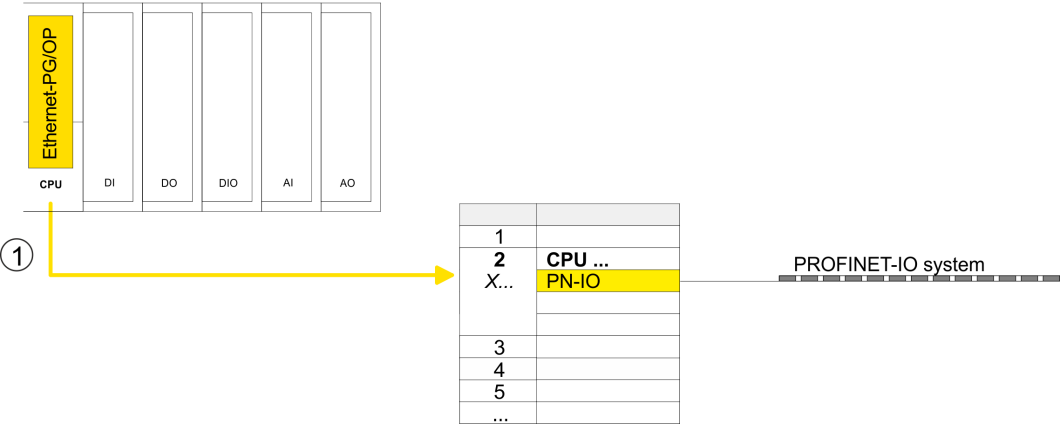 Ethernet-PG/OP
CPU DI DO DIO AI AO
1
1
2 CPU ...
X... PN-IO
PROFINET-IO system
3
4
5
...